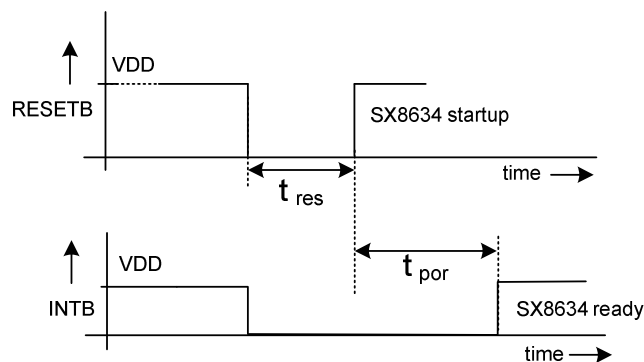 VDD
RESETB
SX8634 startup
time
t res
VDD
t por
INTB
SX8634 ready
time